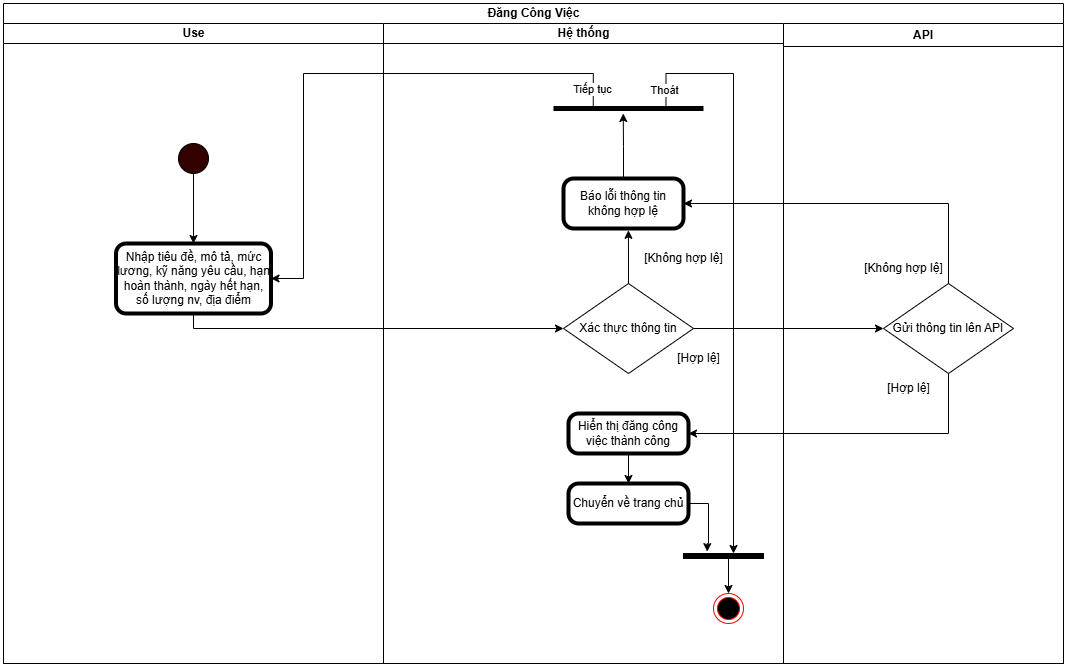 Đăng Công Việc
Use
Hệ thống
API
Tiếp tục
Thoát
Báo lỗi thông tin
không hợp lệ
Nhập tiêu đề, mô tả, mức
lương, kỹ năng yêu cầu, hạn
hoàn thành, ngày hết hạn,
số lượng nv, địa điểm
[Không hợp lệ]
[Không hợp lệ]
Xác thực thông tin
Gửi thông tin lên API
[Hợp lệ]
[Hợp lệ]
Hiển thị đăng công
việc thành công
Chuyển về trang chủ